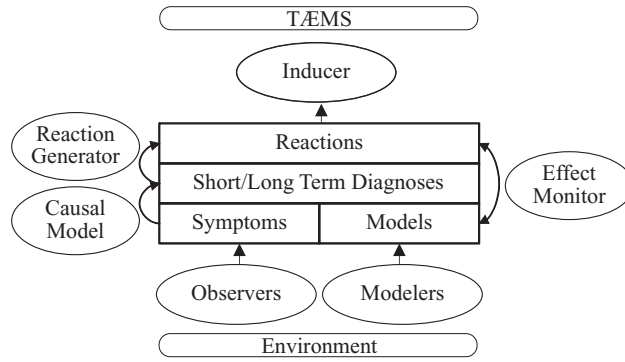 TÆMS
Inducer
Reaction
Generator
Reactions
Short/Long Term Diagnoses
Effect
Monitor
Causal
Model
Symptoms
Models
Observers
Modelers
Environment